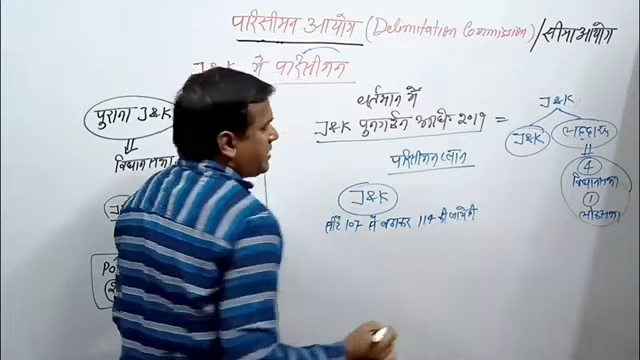 परिसीमन आयोग (Delimitation Commission) / सीमा आयोग
J&K में परिसीमन
पुराना J&K
विधानसभा
वर्तमान में
J&K पुनर्गठन अधि० 2019 =
परिसीमन
J&K
सीटें 107 से बढ़ाकर 114 की जायेगी
J&K
J&K लद्दाख
4
विधानसभा
1
लोकसभा